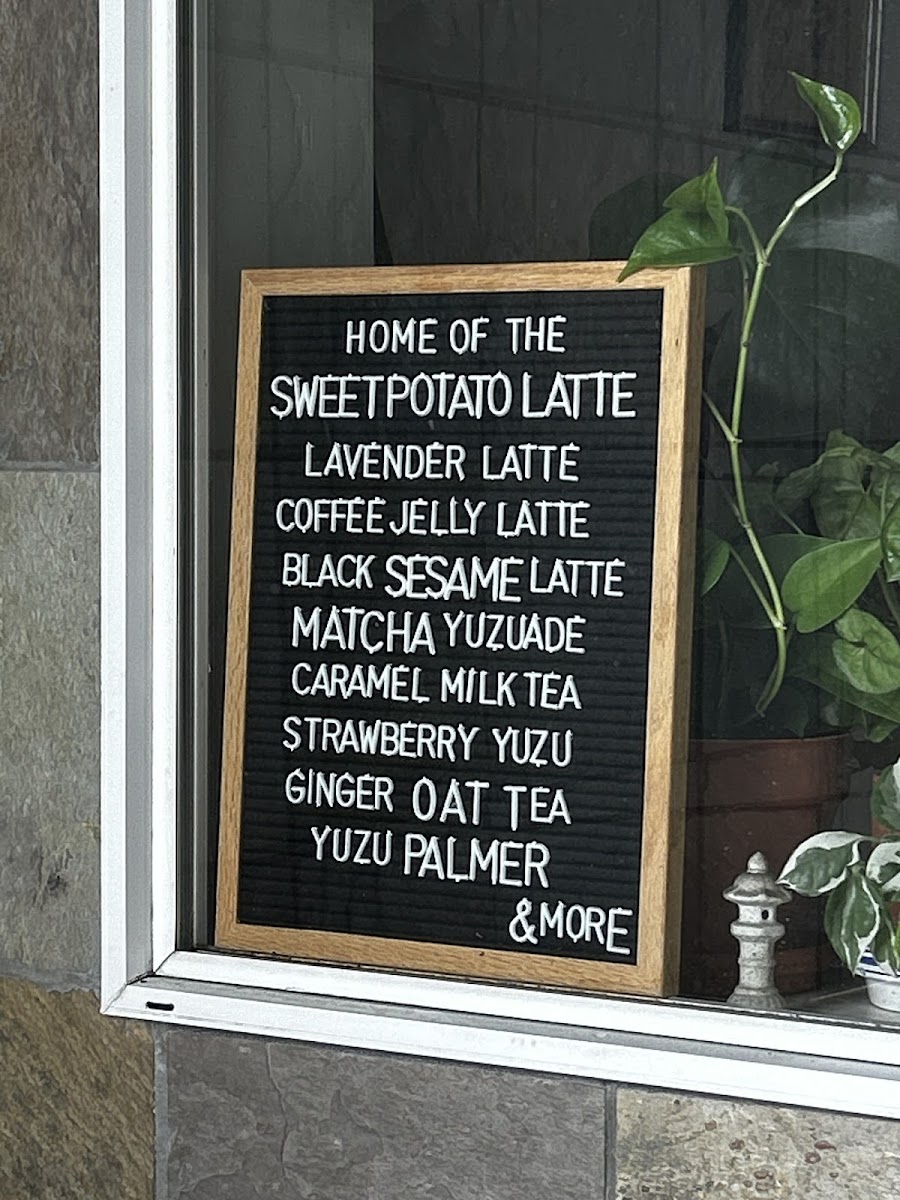 HOME OF THE
SWEETPOTATO LATTE
LAVENDER LATTE
COFFEE JELLY LATTE
BLACK SESAME LATTE
MATCHA YUZUADE
CARAMEL MILK TEA
STRAWBERRY YUZU
GINGER OAT TEA
YUZU PALMER
&MORE